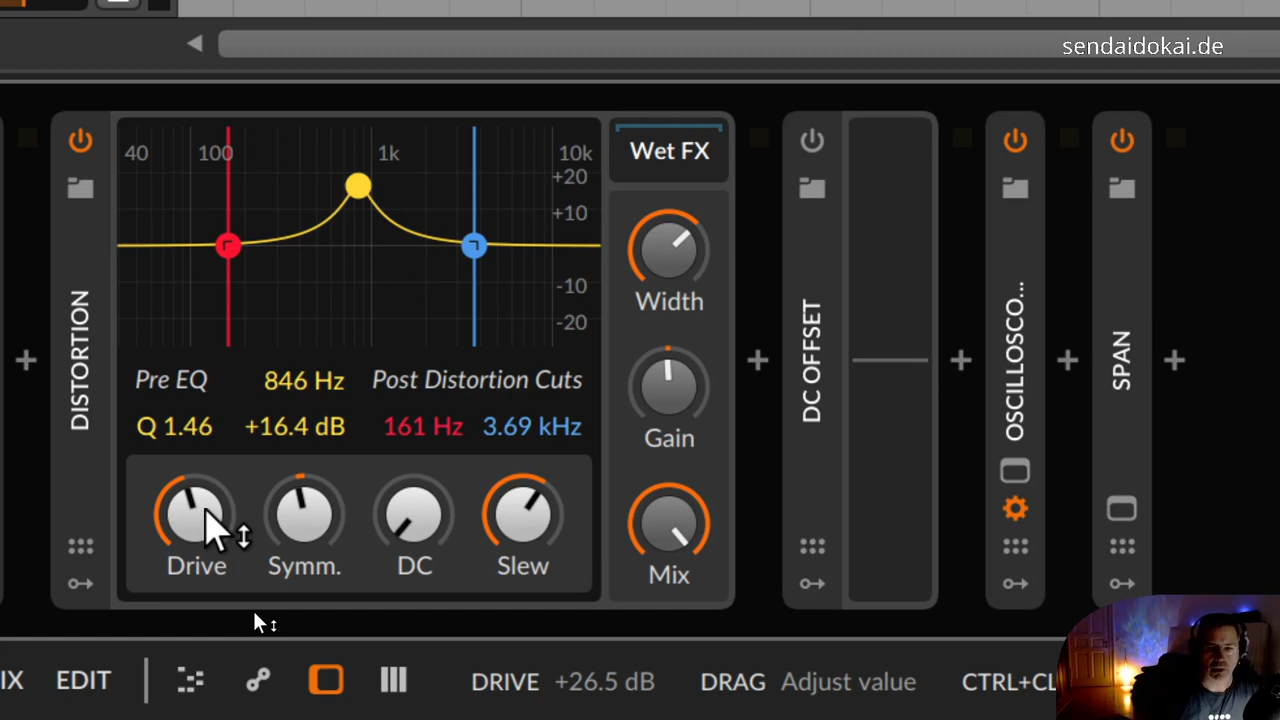 sendaidokai.de
DISTORTION
40 100 1k 10k
+20
+10
-10
-20
Pre EQ 846 Hz Post Distortion Cuts
Q 1.46 +16.4 dB 161 Hz 3.69 kHz
Drive Symm. DC Slew
Wet FX
Width
Gain
Mix
DC OFFSET
OSCILLOSCO...
SPAN
IX EDIT DRIVE +26.5 dB DRAG Adjust value CTRL+CL